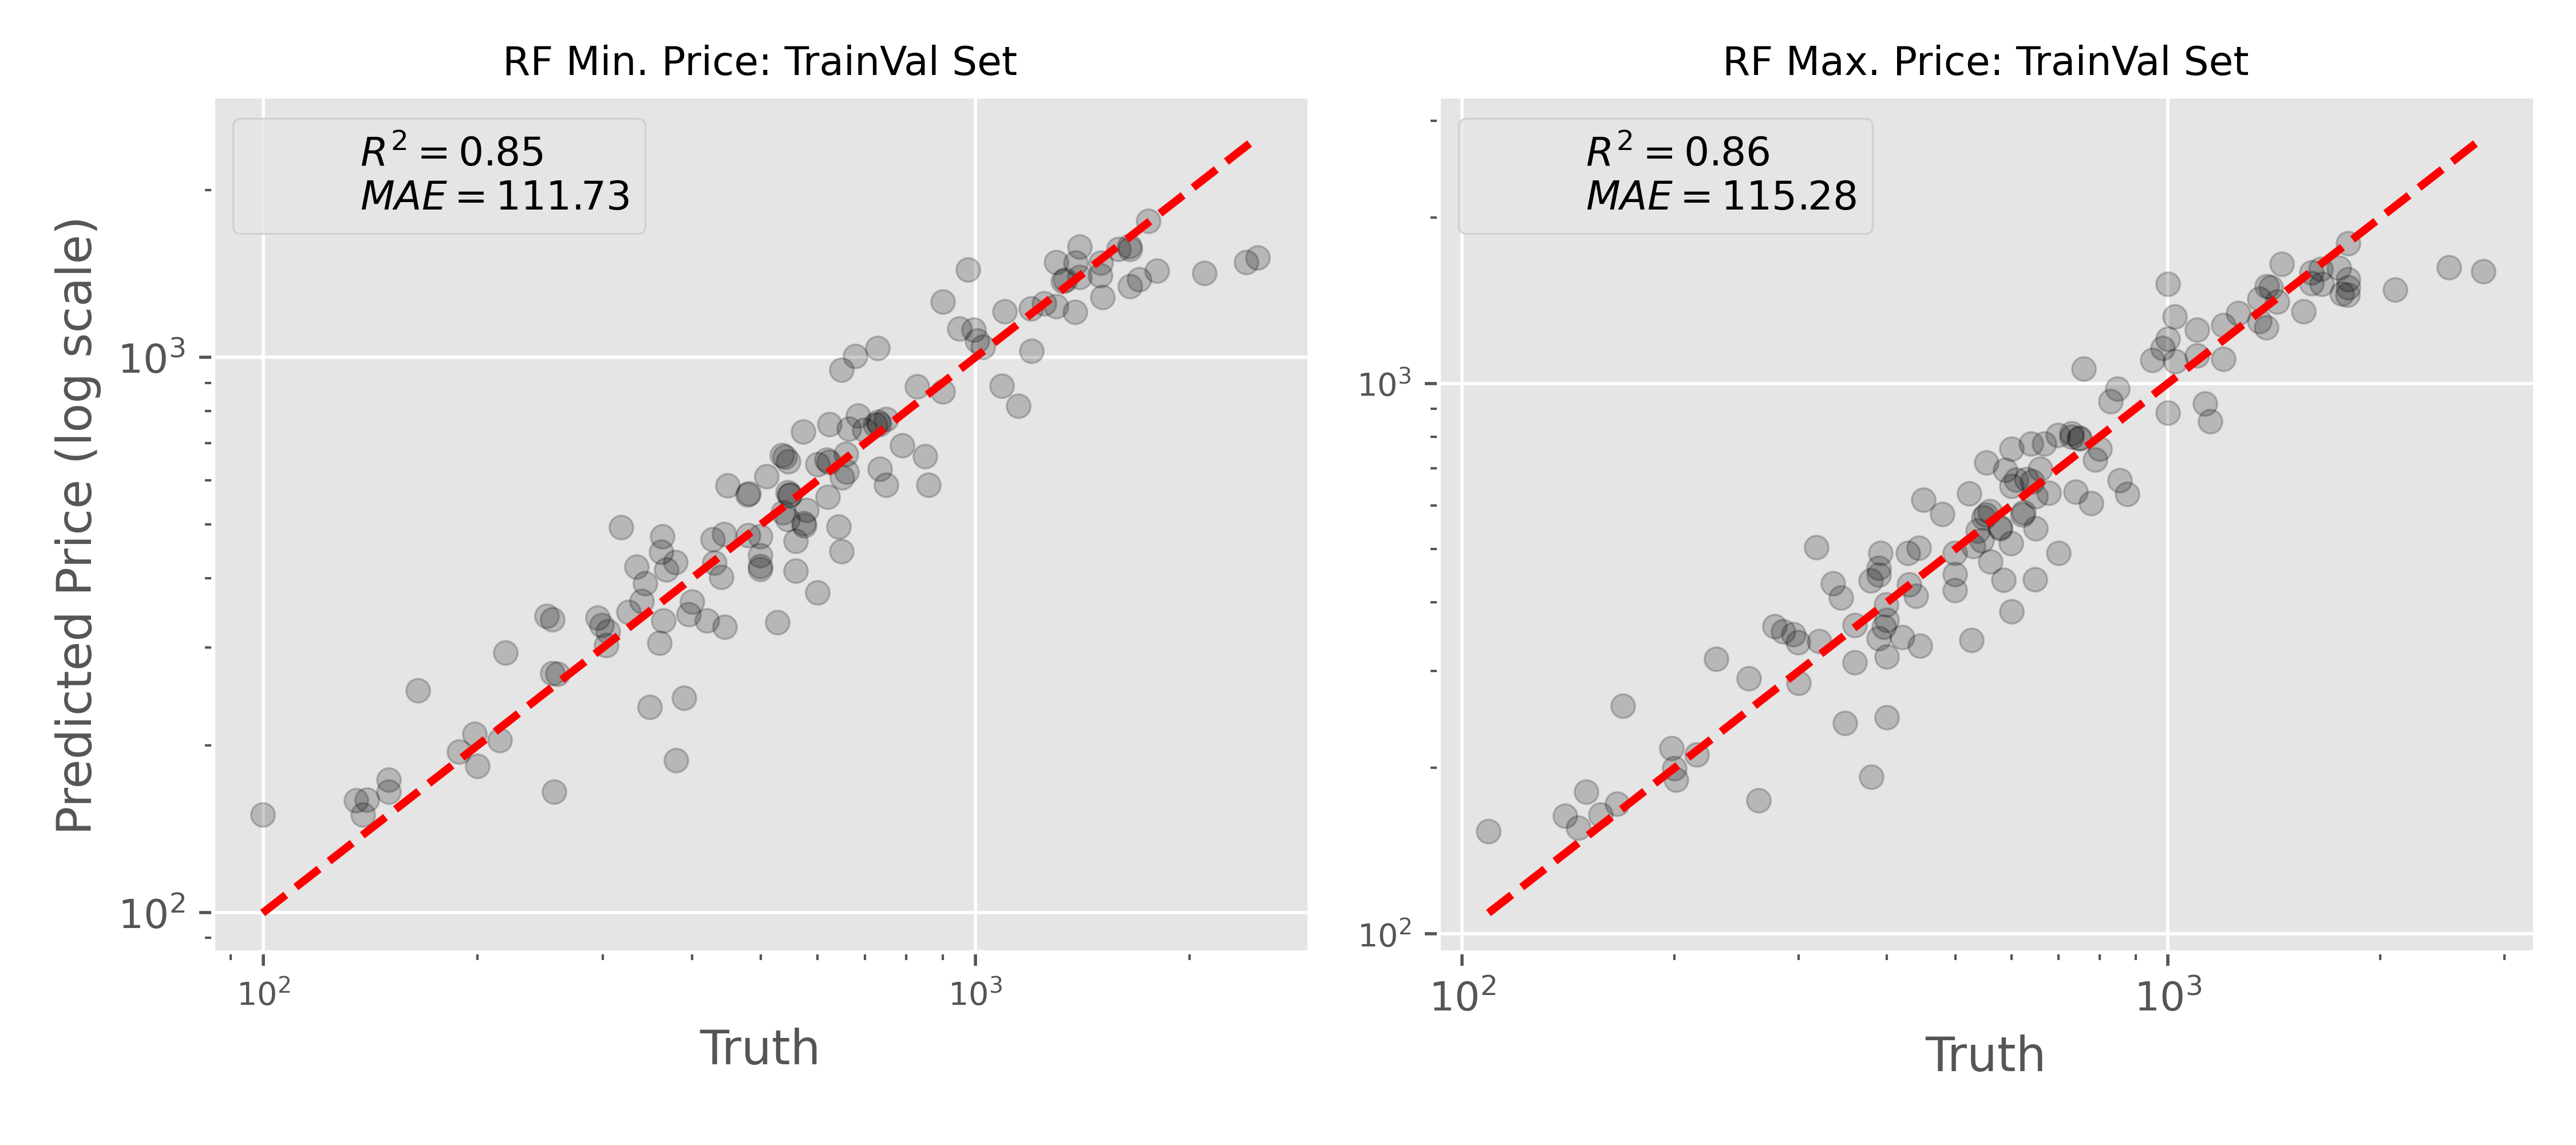 RF Min. Price: TrainVal Set
R² = 0.85
MAE = 111.73
Predicted Price (log scale)
10³
10²
10² 10³
Truth
RF Max. Price: TrainVal Set
R² = 0.86
MAE = 115.28
10³
10²
10² 10³
Truth